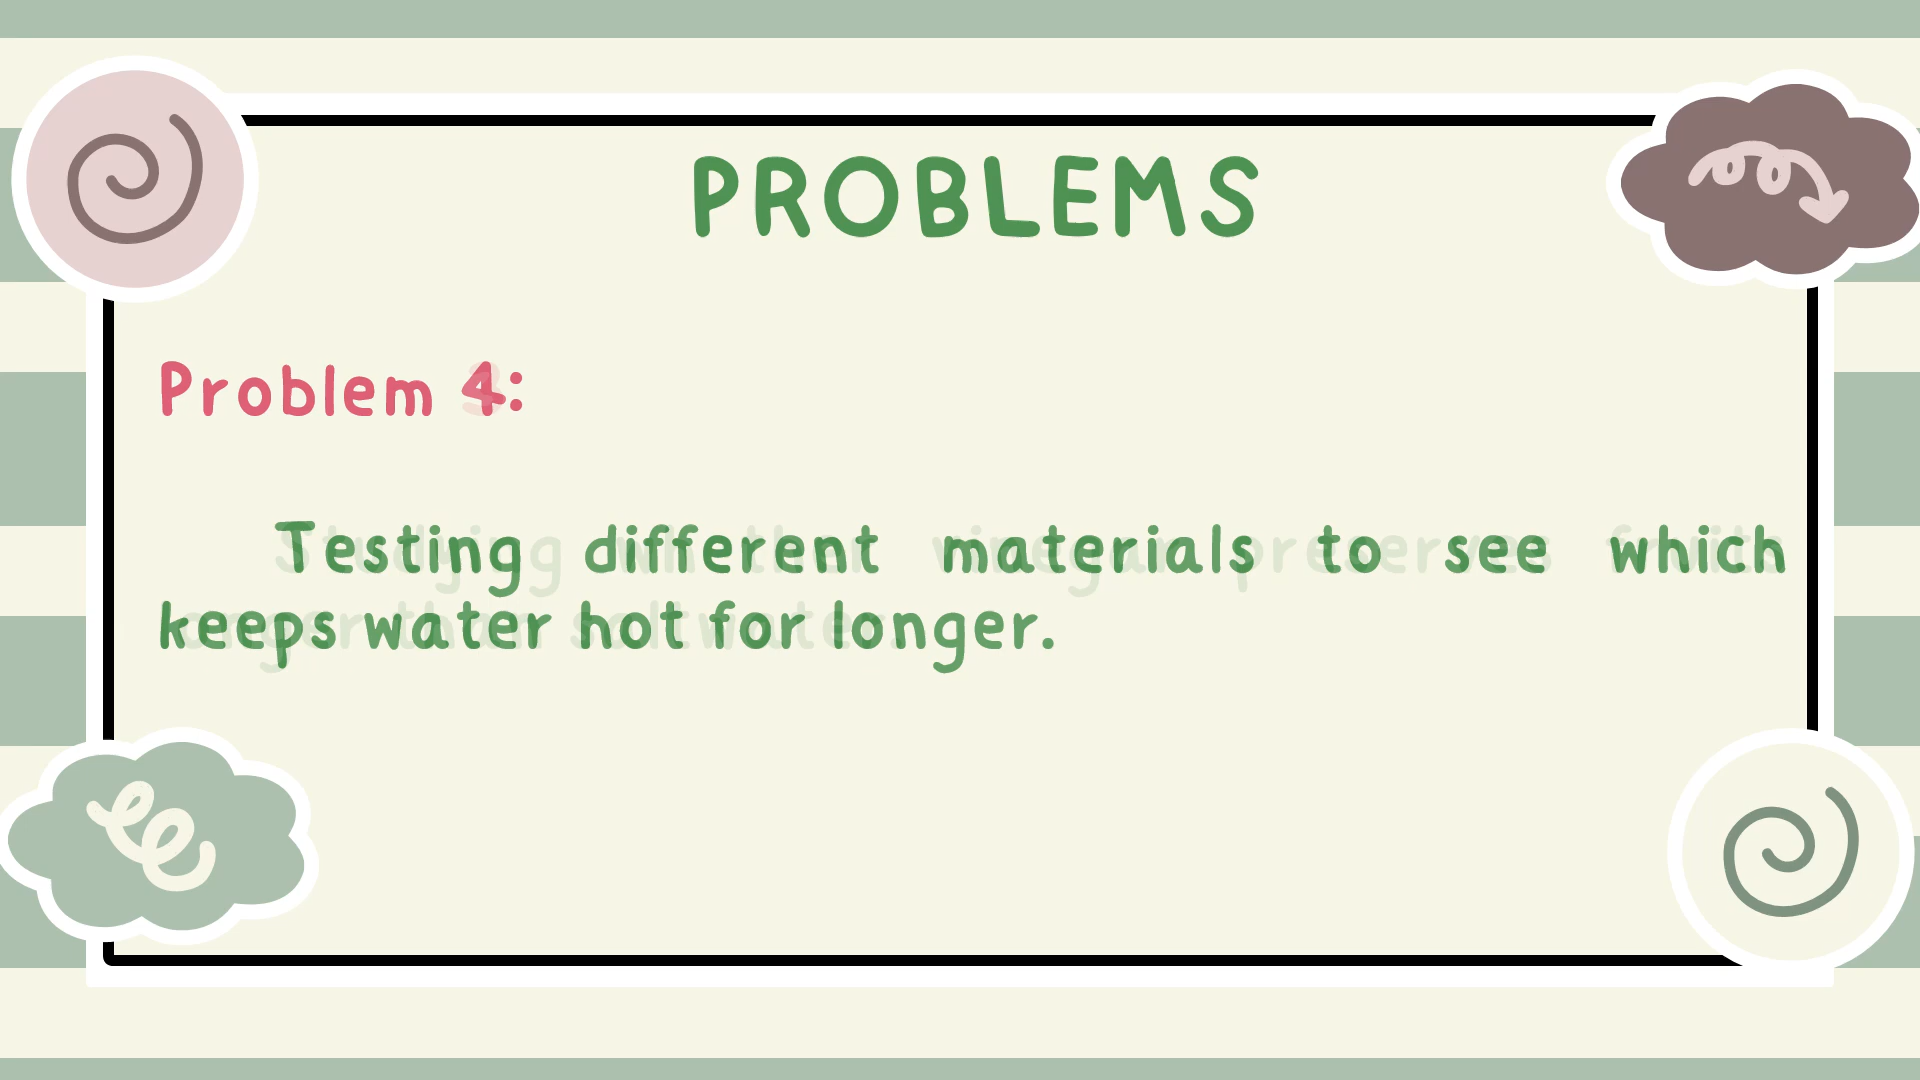 PROBLEMS
Problem 4:
Testing different materials to see which
keeps water hot for longer.